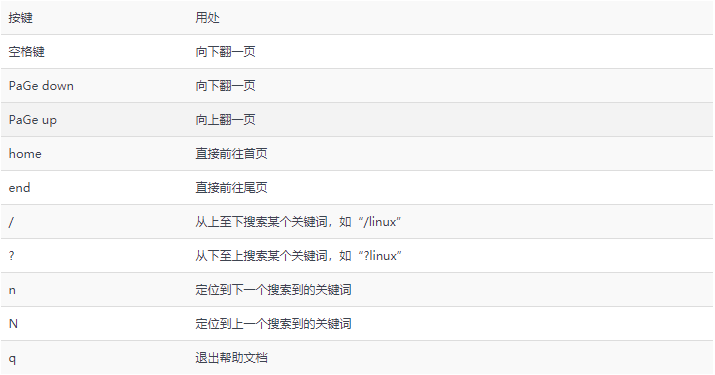 按键 用处
空格键 向下翻一页
PaGe down 向下翻一页
PaGe up 向上翻一页
home 直接前往首页
end 直接前往尾页
/ 从上至下搜索某个关键词，如“/linux”
? 从下至上搜索某个关键词，如“?linux”
n 定位到下一个搜索到的关键词
N 定位到上一个搜索到的关键词
q 退出帮助文档